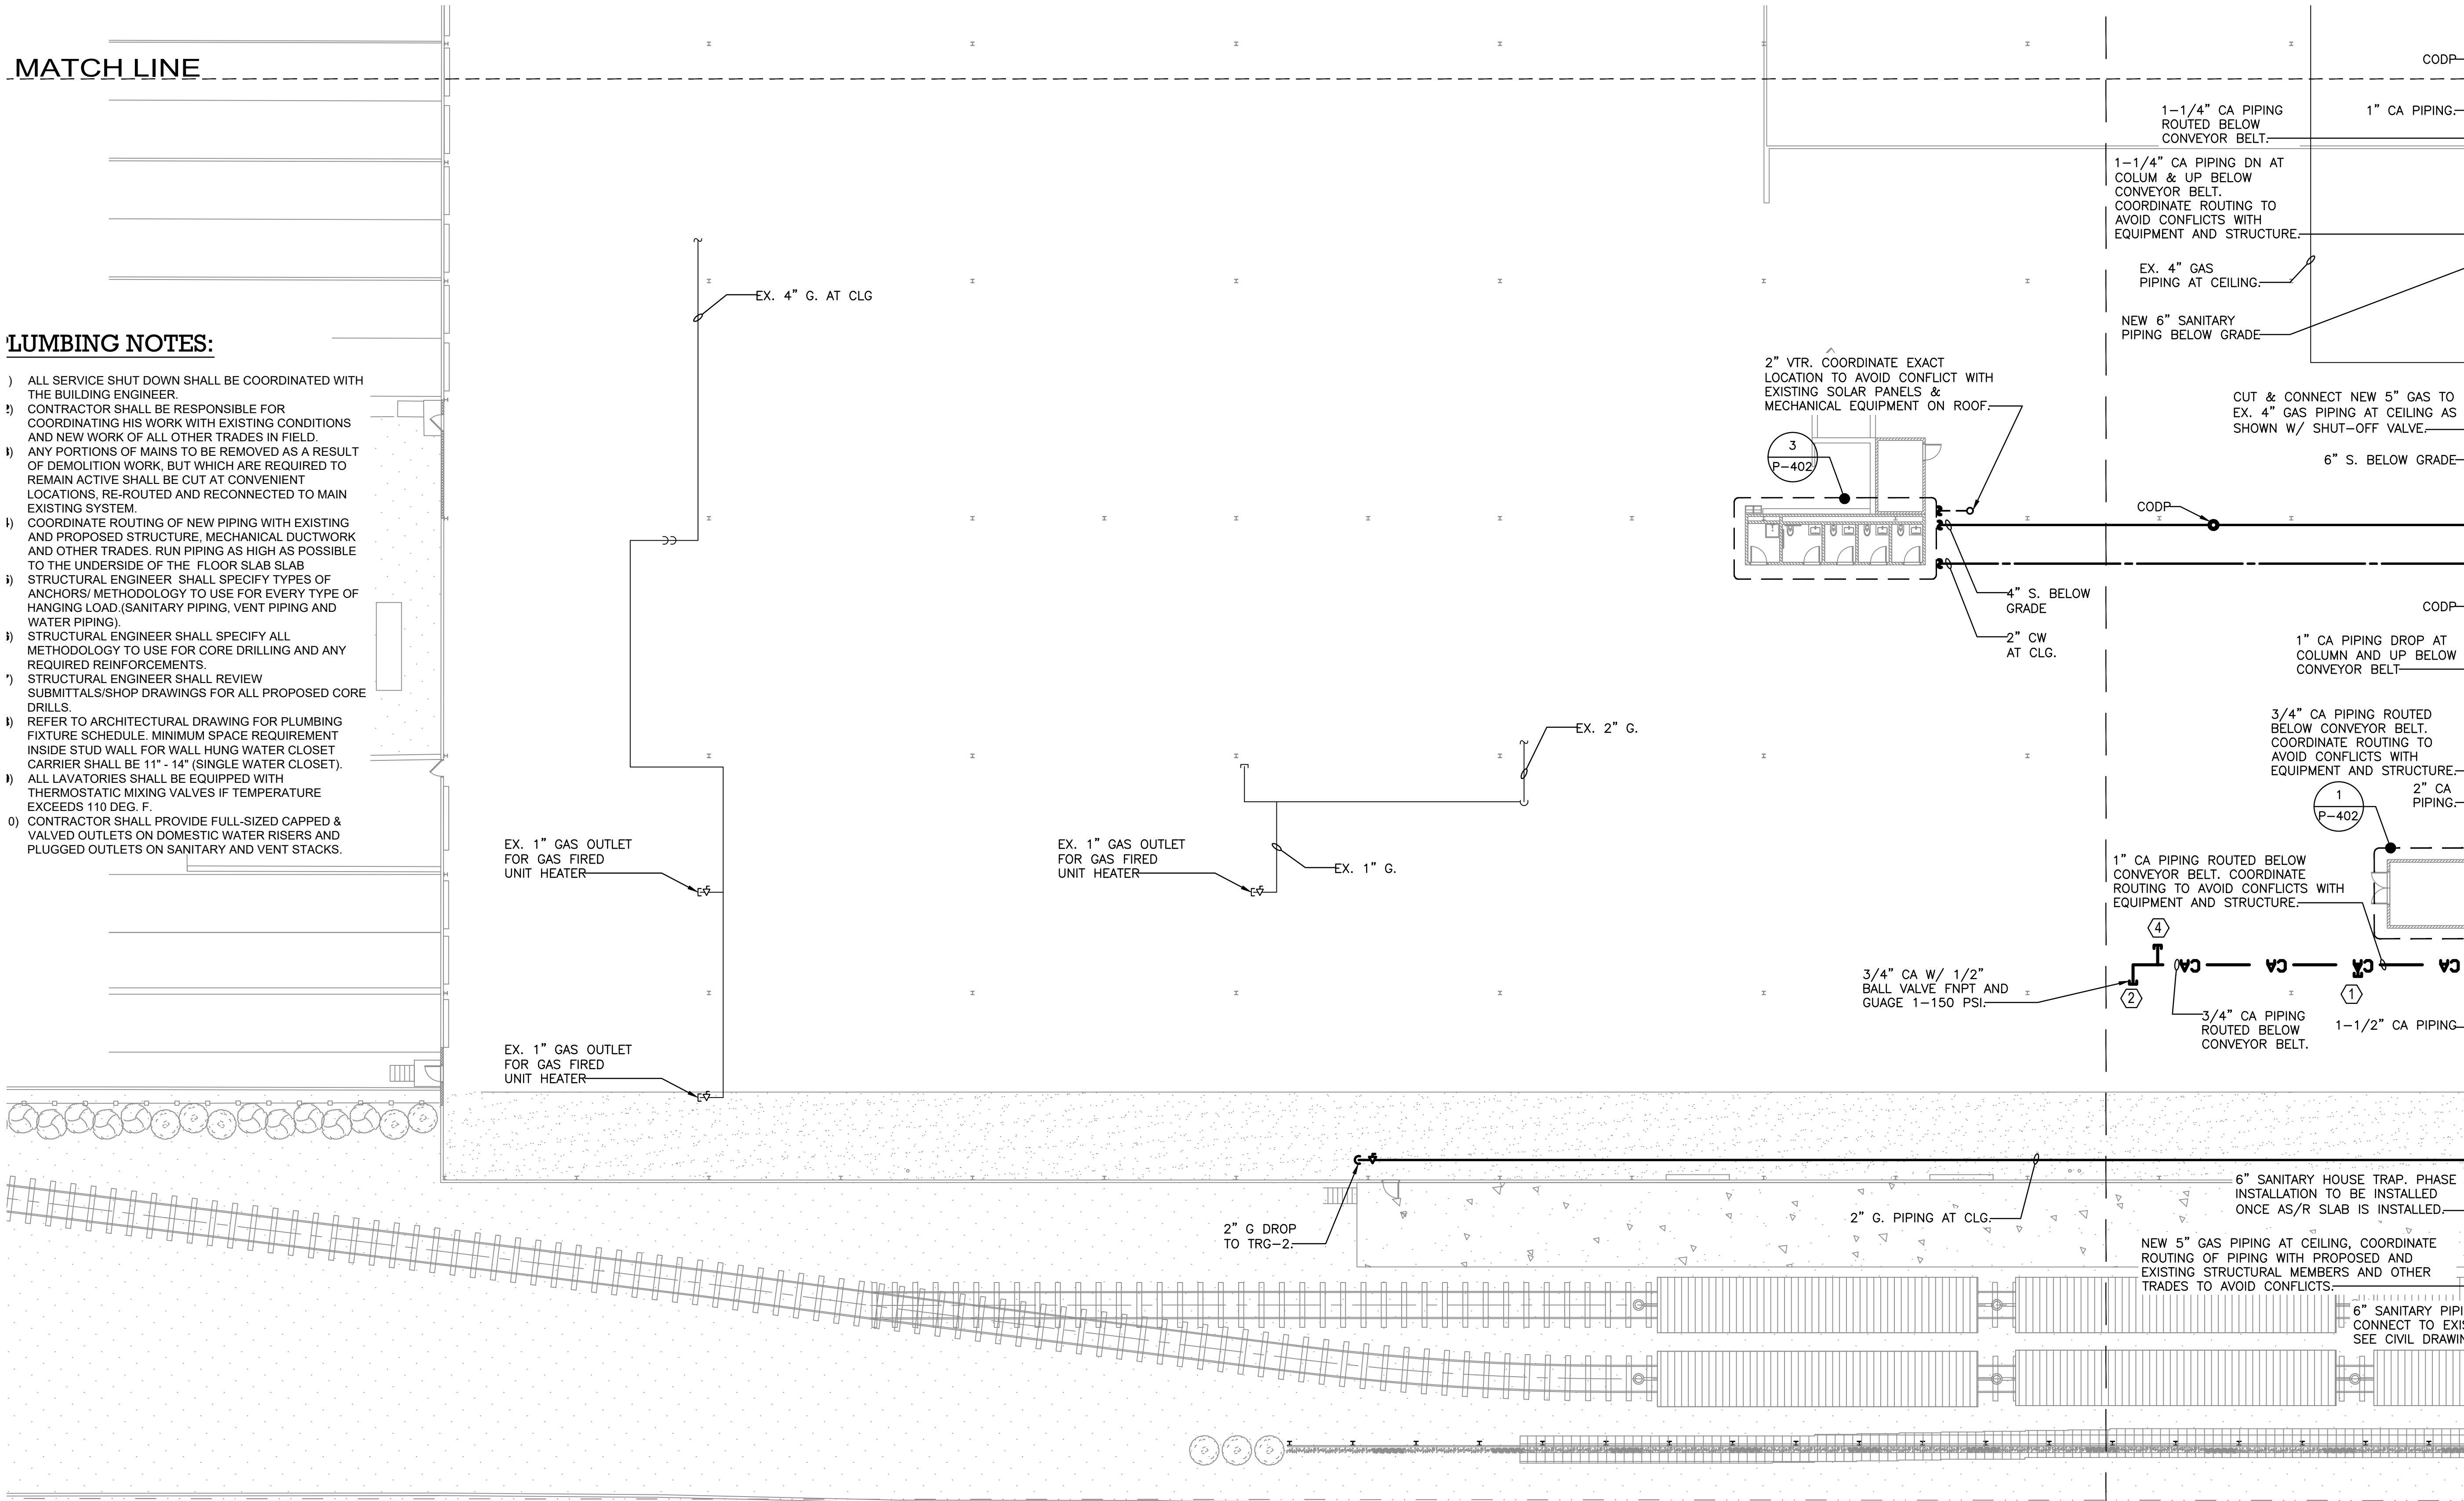 MATCH LINE
LUMBING NOTES:
) ALL SERVICE SHUT DOWN SHALL BE COORDINATED WITH
THE BUILDING ENGINEER.
) CONTRACTOR SHALL BE RESPONSIBLE FOR
COORDINATING HIS WORK WITH EXISTING CONDITIONS
AND NEW WORK OF ALL OTHER TRADES IN FIELD.
) ANY PORTIONS OF MAINS TO BE REMOVED AS A RESULT
OF DEMOLITION WORK, BUT WHICH ARE REQUIRED TO
REMAIN ACTIVE SHALL BE CUT AT CONVENIENT
LOCATIONS, RE-ROUTED AND RECONNECTED TO MAIN
EXISTING SYSTEM.
) COORDINATE ROUTING OF NEW PIPING WITH EXISTING
AND PROPOSED STRUCTURE, MECHANICAL DUCTWORK
AND OTHER TRADES. RUN PIPING AS HIGH AS POSSIBLE
TO THE UNDERSIDE OF THE FLOOR SLAB SLAB
) STRUCTURAL ENGINEER SHALL SPECIFY TYPES OF
ANCHORS/ METHODOLOGY TO USE FOR EVERY TYPE OF
HANGING LOAD.(SANITARY PIPING, VENT PIPING AND
WATER PIPING).
) STRUCTURAL ENGINEER SHALL SPECIFY ALL
METHODOLOGY TO USE FOR CORE DRILLING AND ANY
REQUIRED REINFORCEMENTS.
) STRUCTURAL ENGINEER SHALL REVIEW
SUBMITTALS/SHOP DRAWINGS FOR ALL PROPOSED CORE
DRILLS.
) REFER TO ARCHITECTURAL DRAWING FOR PLUMBING
FIXTURE SCHEDULE. MINIMUM SPACE REQUIREMENT
INSIDE STUD WALL FOR WALL HUNG WATER CLOSET
CARRIER SHALL BE 11" - 14" (SINGLE WATER CLOSET).
) ALL LAVATORIES SHALL BE EQUIPPED WITH
THERMOSTATIC MIXING VALVES IF TEMPERATURE
EXCEEDS 110 DEG. F.
0) CONTRACTOR SHALL PROVIDE FULL-SIZED CAPPED &
VALVED OUTLETS ON DOMESTIC WATER RISERS AND
PLUGGED OUTLETS ON SANITARY AND VENT STACKS.
EX. 4" G. AT CLG
EX. 1" GAS OUTLET
FOR GAS FIRED
UNIT HEATER
EX. 1" GAS OUTLET
FOR GAS FIRED
UNIT HEATER
EX. 1" GAS OUTLET
FOR GAS FIRED
UNIT HEATER
EX. 1" G.
EX. 2" G.
2" VTR. COORDINATE EXACT
LOCATION TO AVOID CONFLICT WITH
EXISTING SOLAR PANELS &
MECHANICAL EQUIPMENT ON ROOF.
3
P-402
4" S. BELOW
GRADE
2" CW
AT CLG.
3/4" CA W/ 1/2"
BALL VALVE FNPT AND
GUAGE 1-150 PSI.
2" G DROP
TO TRG-2.
2" G. PIPING AT CLG.
CODP
1-1/4" CA PIPING
ROUTED BELOW
CONVEYOR BELT.
1" CA PIPING.
1-1/4" CA PIPING DN AT
COLUM & UP BELOW
CONVEYOR BELT.
COORDINATE ROUTING TO
AVOID CONFLICTS WITH
EQUIPMENT AND STRUCTURE.
EX. 4" GAS
PIPING AT CEILING.
NEW 6" SANITARY
PIPING BELOW GRADE
CUT & CONNECT NEW 5" GAS TO
EX. 4" GAS PIPING AT CEILING AS
SHOWN W/ SHUT-OFF VALVE.
6" S. BELOW GRADE
CODP
CODP
1" CA PIPING DROP AT
COLUMN AND UP BELOW
CONVEYOR BELT
3/4" CA PIPING ROUTED
BELOW CONVEYOR BELT.
COORDINATE ROUTING TO
AVOID CONFLICTS WITH
EQUIPMENT AND STRUCTURE.
1
P-402
2" CA
PIPING.
1" CA PIPING ROUTED BELOW
CONVEYOR BELT. COORDINATE
ROUTING TO AVOID CONFLICTS WITH
EQUIPMENT AND STRUCTURE.
4
CA CA CA CA
2
1
3/4" CA PIPING
ROUTED BELOW
CONVEYOR BELT.
1-1/2" CA PIPING
6" SANITARY HOUSE TRAP. PHASE
INSTALLATION TO BE INSTALLED
ONCE AS/R SLAB IS INSTALLED.
NEW 5" GAS PIPING AT CEILING, COORDINATE
ROUTING OF PIPING WITH PROPOSED AND
EXISTING STRUCTURAL MEMBERS AND OTHER
TRADES TO AVOID CONFLICTS.
6" SANITARY PIPI
CONNECT TO EXI
SEE CIVIL DRAWI